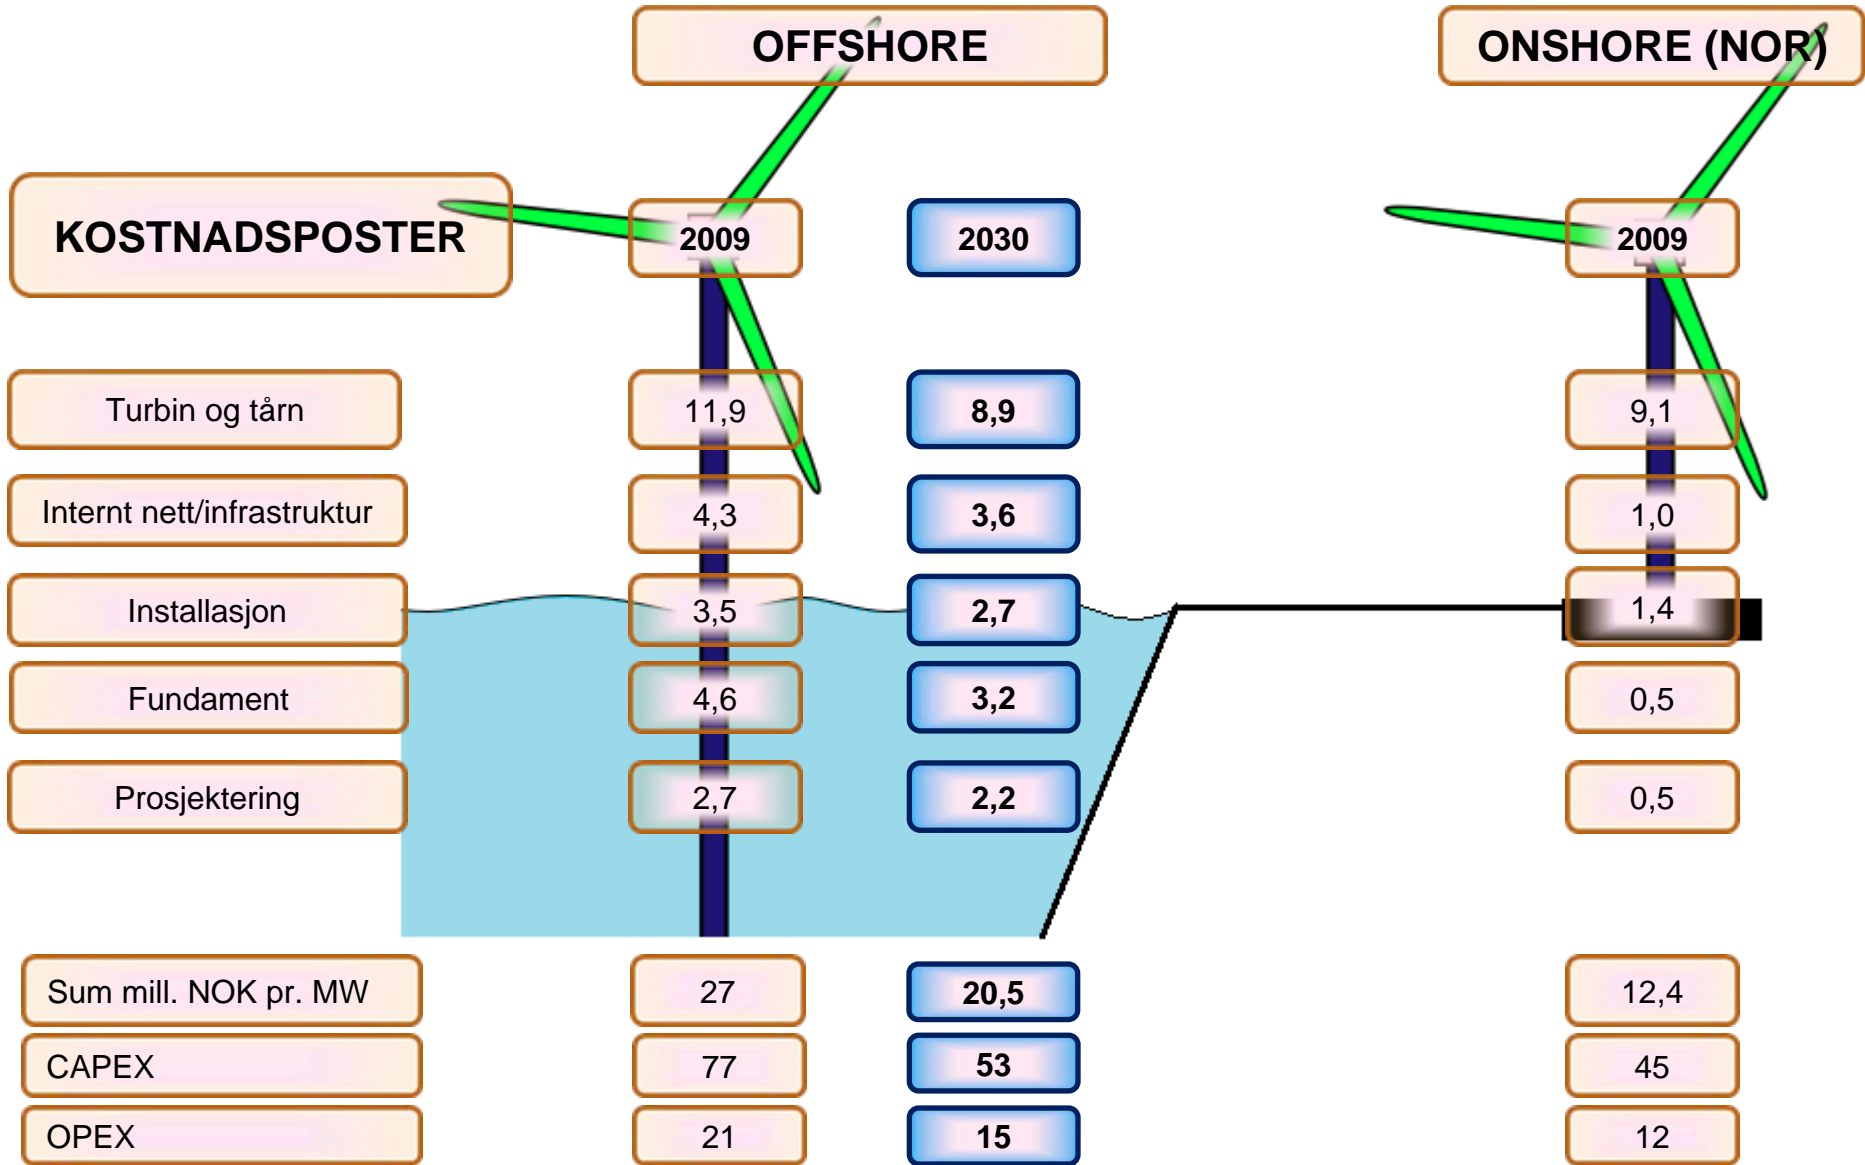 OFFSHORE ONSHORE (NOR)
KOSTNADSPOSTER 2009 2030 2009
Turbin og tårn 11,9 8,9 9,1
Internt nett/infrastruktur 4,3 3,6 1,0
Installasjon 3,5 2,7 1,4
Fundament 4,6 3,2 0,5
Prosjektering 2,7 2,2 0,5
Sum mill. NOK pr. MW 27 20,5 12,4
CAPEX 77 53 45
OPEX 21 15 12